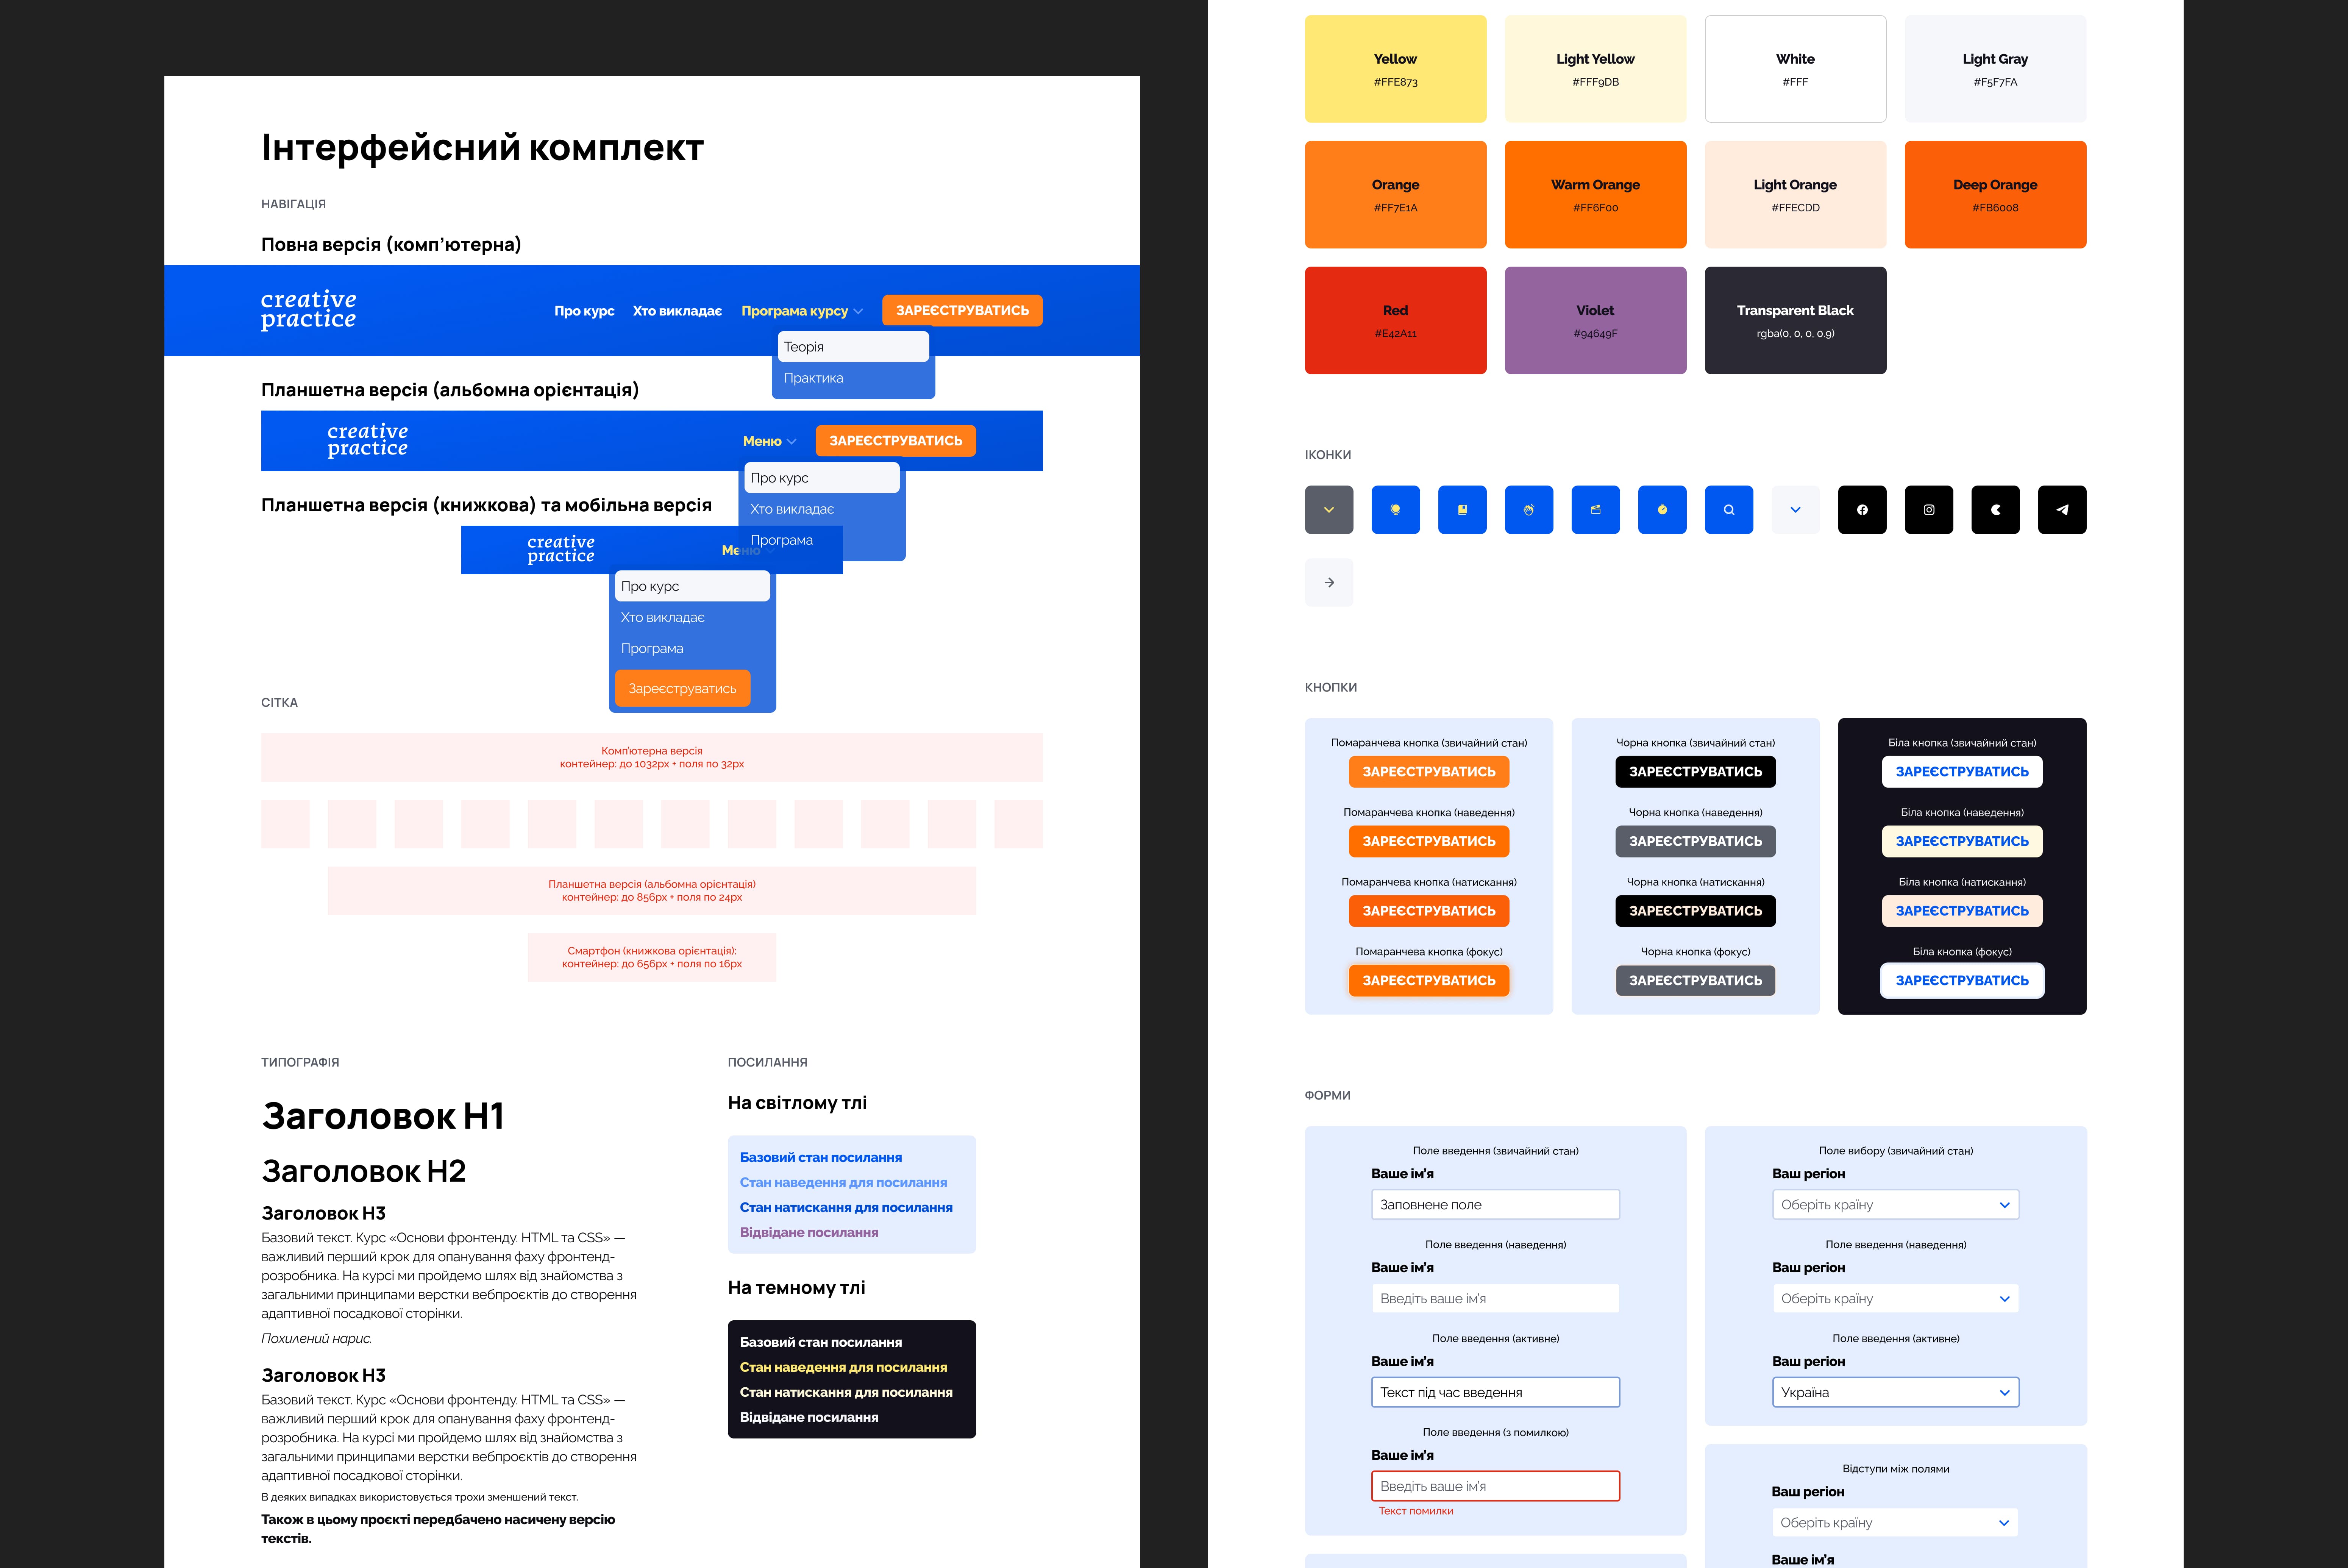 Інтерфейсний комплект
НАВІГАЦІЯ
Повна версія (комп’ютерна)
creative
practice
Про курс
Хто викладає
Програма курсу
ЗАРЕЄСТРУВАТИСЬ
Теорія
Практика
Планшетна версія (альбомна орієнтація)
creative
practice
Меню
ЗАРЕЄСТРУВАТИСЬ
Про курс
Хто викладає
Програма
Планшетна версія (книжкова) та мобільна версія
creative
practice
Меню
Про курс
Хто викладає
Програма
Зареєструватись
СІТКА
Комп'ютерна версія
контейнер: до 1032px + поля по 32px
Планшетна версія (альбомна орієнтація)
контейнер: до 856px + поля по 24px
Смартфон (книжкова орієнтація):
контейнер: до 656px + поля по 16px
ТИПОГРАФІЯ
Заголовок H1
Заголовок H2
Заголовок H3
Базовий текст. Курс «Основи фронтенду. HTML та CSS» —
важливий перший крок для опанування фаху фронтенд-
розробника. На курсі ми пройдемо шлях від знайомства з
загальними принципами верстки вебпроєктів до створення
адаптивної посадкової сторінки.
Похилений нарис.
Заголовок H3
Базовий текст. Курс «Основи фронтенду. HTML та CSS» —
важливий перший крок для опанування фаху фронтенд-
розробника. На курсі ми пройдемо шлях від знайомства з
загальними принципами верстки вебпроєктів до створення
адаптивної посадкової сторінки.
В деяких випадках використовується трохи зменшений текст.
Також в цьому проєкті передбачено насичену версію
текстів.
ПОСИЛАННЯ
На світлому тлі
Базовий стан посилання
Стан наведення для посилання
Стан натискання для посилання
Відвідане посилання
На темному тлі
Базовий стан посилання
Стан наведення для посилання
Стан натискання для посилання
Відвідане посилання
Yellow
#FFE873
Light Yellow
#FFF9DB
White
#FFF
Light Gray
#F5F7FA
Orange
#FF7E1A
Warm Orange
#FF6F00
Light Orange
#FFECDD
Deep Orange
#FB6008
Red
#E42A11
Violet
#94649F
Transparent Black
rgba(0, 0, 0, 0.9)
ІКОНКИ
КНОПКИ
Помаранчева кнопка (звичайний стан)
ЗАРЕЄСТРУВАТИСЬ
Помаранчева кнопка (наведення)
ЗАРЕЄСТРУВАТИСЬ
Помаранчева кнопка (натискання)
ЗАРЕЄСТРУВАТИСЬ
Помаранчева кнопка (фокус)
ЗАРЕЄСТРУВАТИСЬ
Чорна кнопка (звичайний стан)
ЗАРЕЄСТРУВАТИСЬ
Чорна кнопка (наведення)
ЗАРЕЄСТРУВАТИСЬ
Чорна кнопка (натискання)
ЗАРЕЄСТРУВАТИСЬ
Чорна кнопка (фокус)
ЗАРЕЄСТРУВАТИСЬ
Біла кнопка (звичайний стан)
ЗАРЕЄСТРУВАТИСЬ
Біла кнопка (наведення)
ЗАРЕЄСТРУВАТИСЬ
Біла кнопка (натискання)
ЗАРЕЄСТРУВАТИСЬ
Біла кнопка (фокус)
ЗАРЕЄСТРУВАТИСЬ
ФОРМИ
Поле введення (звичайний стан)
Ваше ім’я
Заповнене поле
Поле введення (наведення)
Ваше ім’я
Введіть ваше ім'я
Поле введення (активне)
Ваше ім’я
Текст під час введення
Поле введення (з помилкою)
Ваше ім’я
Введіть ваше ім'я
Текст помилки
Поле вибору (звичайний стан)
Ваш регіон
Оберіть країну
Поле введення (наведення)
Ваш регіон
Оберіть країну
Поле введення (активне)
Ваш регіон
Україна
Відступи між полями
Ваш регіон
Оберіть країну
Ваше ім’я